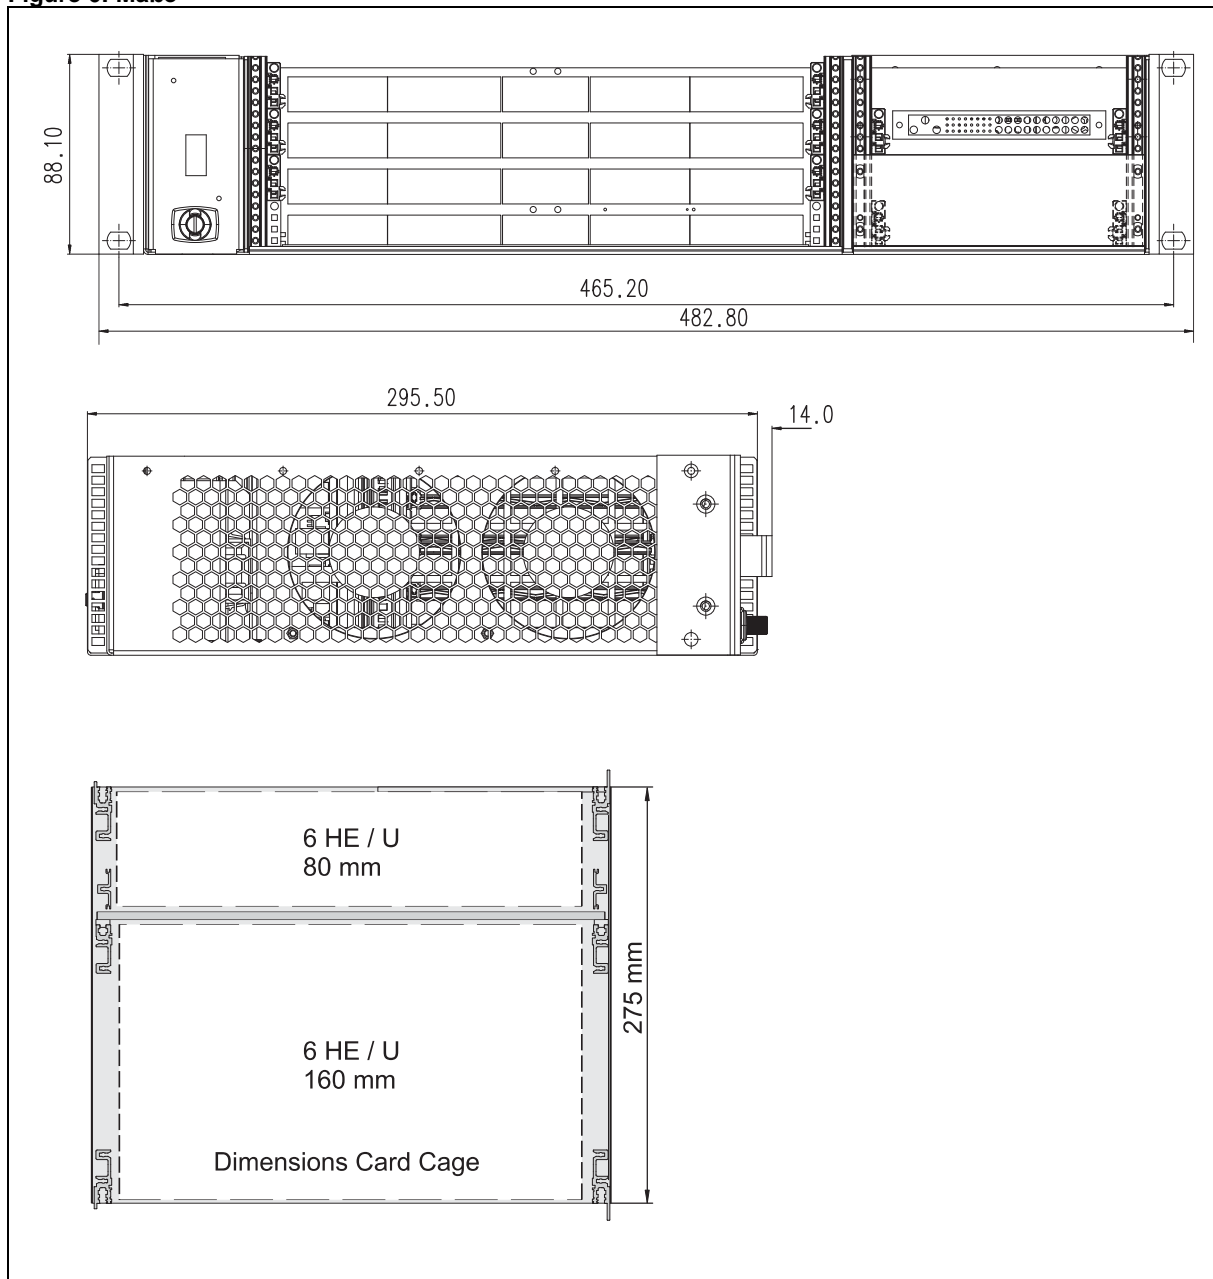 88.10
465.20
482.80
295.50
14.0
6 HE / U
80 mm
275 mm
6 HE / U
160 mm
Dimensions Card Cage